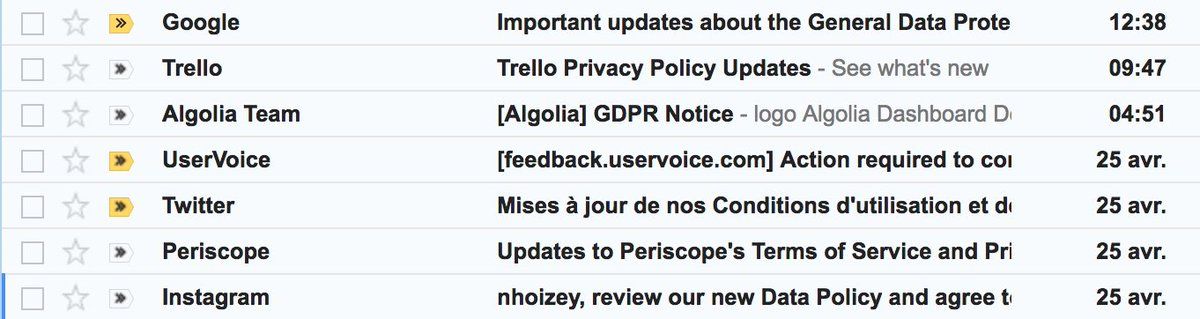 Google Important updates about the General Data Prote 12:38
Trello Trello Privacy Policy Updates - See what's new 09:47
Algolia Team [Algolia] GDPR Notice - logo Algolia Dashboard D 04:51
UserVoice [feedback.uservoice.com] Action required to co 25 avr.
Twitter Mises à jour de nos Conditions d'utilisation et d 25 avr.
Periscope Updates to Periscope's Terms of Service and Pri 25 avr.
Instagram nhoizey, review our new Data Policy and agree t 25 avr.